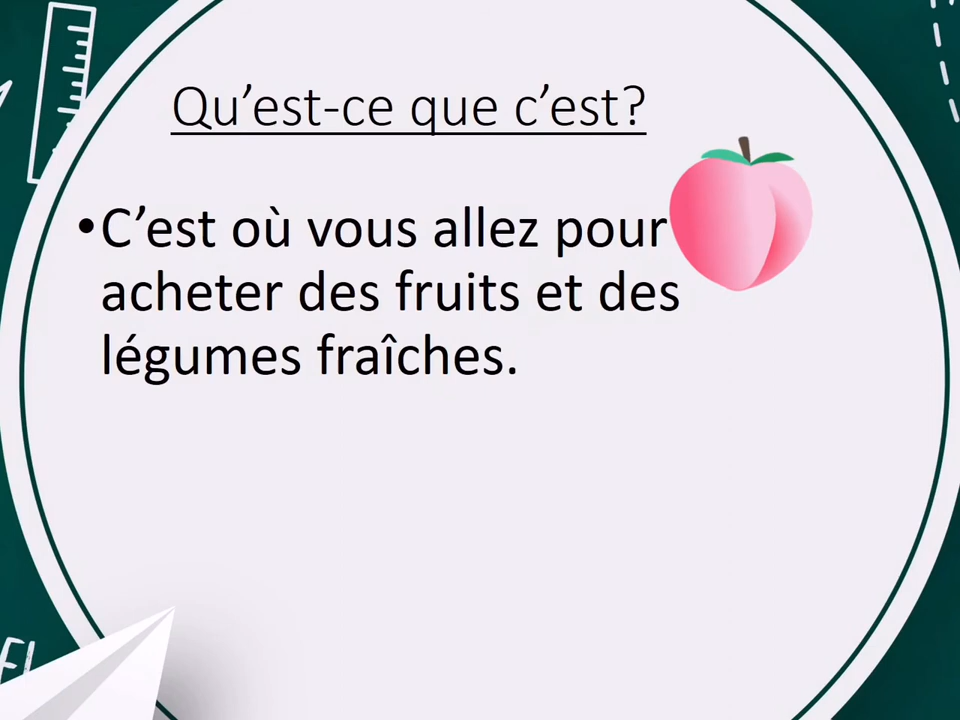 Qu’est-ce que c’est?
•C’est où vous allez pour
acheter des fruits et des
légumes fraîches.